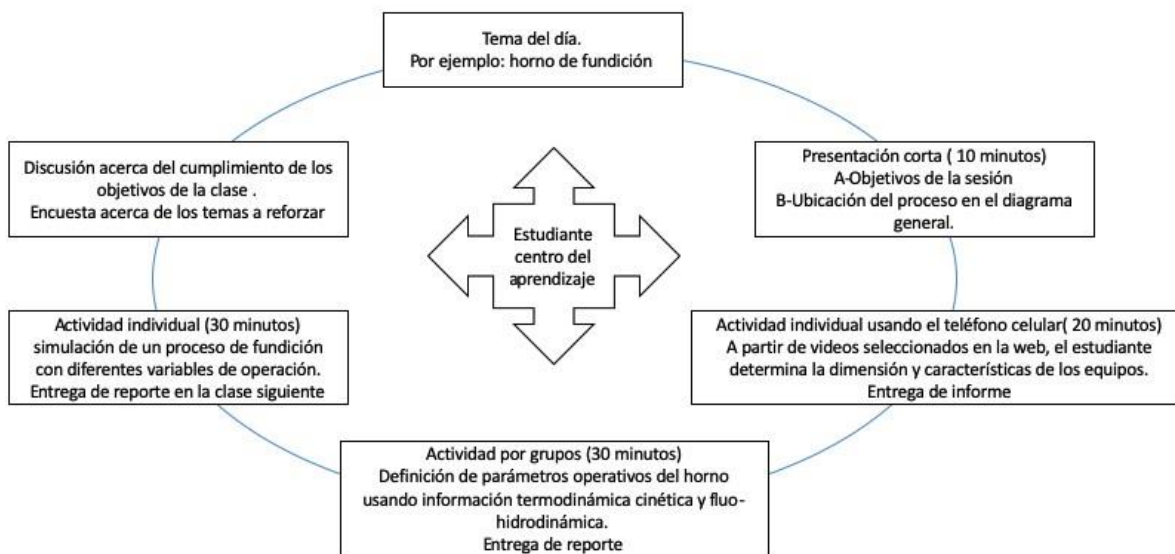 Tema del día.
Por ejemplo: horno de fundición
Presentación corta ( 10 minutos)
A-Objetivos de la sesión
B-Ubicación del proceso en el diagrama
general.
Actividad individual usando el teléfono celular( 20 minutos)
A partir de videos seleccionados en la web, el estudiante
determina la dimensión y características de los equipos.
Entrega de informe
Actividad por grupos (30 minutos)
Definición de parámetros operativos del horno
usando información termodinámica cinética y fluo-
hidrodinámica.
Entrega de reporte
Actividad individual (30 minutos)
simulación de un proceso de fundición
con diferentes variables de operación.
Entrega de reporte en la clase siguiente
Discusión acerca del cumplimiento de los
objetivos de la clase .
Encuesta acerca de los temas a reforzar
Estudiante
centro del
aprendizaje